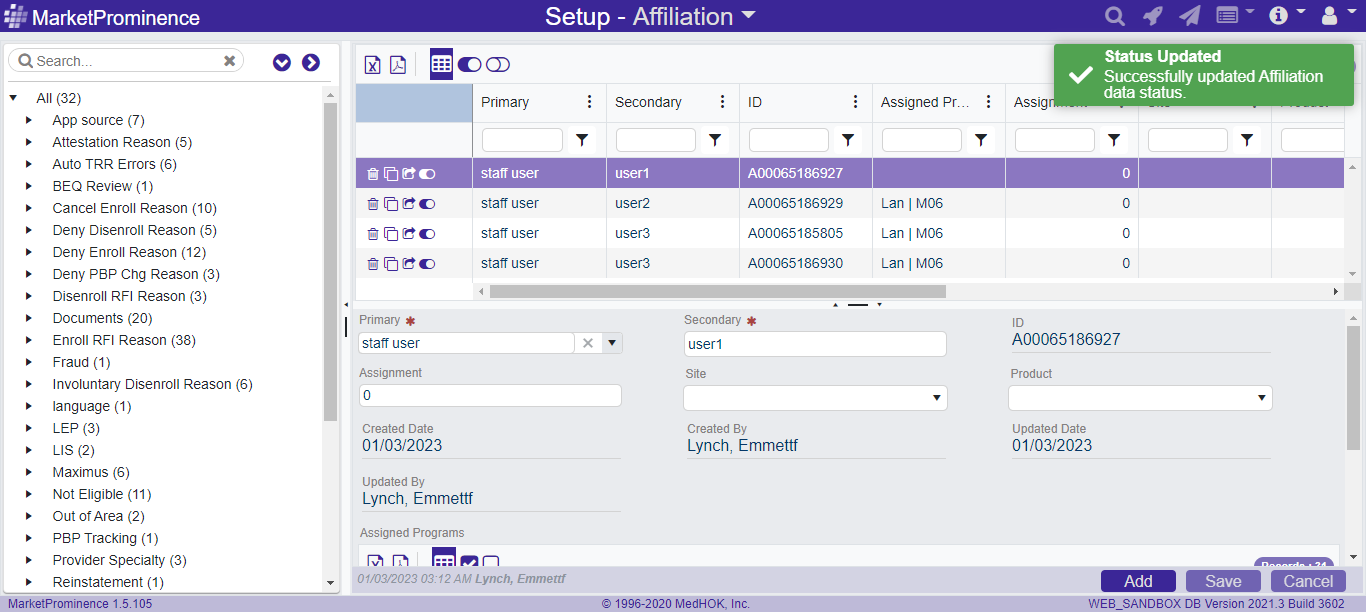 MarketProminence
Setup - Affiliation
Search...
All (32)
App source (7)
Attestation Reason (5)
Auto TRR Errors (6)
BEQ Review (1)
Cancel Enroll Reason (10)
Deny Disenroll Reason (5)
Deny Enroll Reason (12)
Deny PBP Chg Reason (3)
Disenroll RFI Reason (3)
Documents (20)
Enroll RFI Reason (38)
Fraud (1)
Involuntary Disenroll Reason (6)
language (1)
LEP (3)
LIS (2)
Maximus (6)
Not Eligible (11)
Out of Area (2)
PBP Tracking (1)
Provider Specialty (3)
Reinstatement (1)
Status Updated
Successfully updated Affiliation
data status.
Primary Secondary ID Assigned Pr... Assignment Site Product
staff user user1 A00065186927 0
staff user user2 A00065186929 Lan | M06 0
staff user user3 A00065185805 Lan | M06 0
staff user user3 A00065186930 Lan | M06 0
Primary * Secondary * ID
staff user user1 A00065186927
Assignment Site Product
0
Created Date Created By Updated Date
01/03/2023 Lynch, Emmettf 01/03/2023
Updated By
Lynch, Emmettf
Assigned Programs
Records : 24
01/03/2023 03:12 AM Lynch, Emmettf
Add Save Cancel
MarketProminence 1.5.105 © 1996-2020 MedHOK, Inc. WEB_SANDBOX DB Version 2021.3 Build 3602